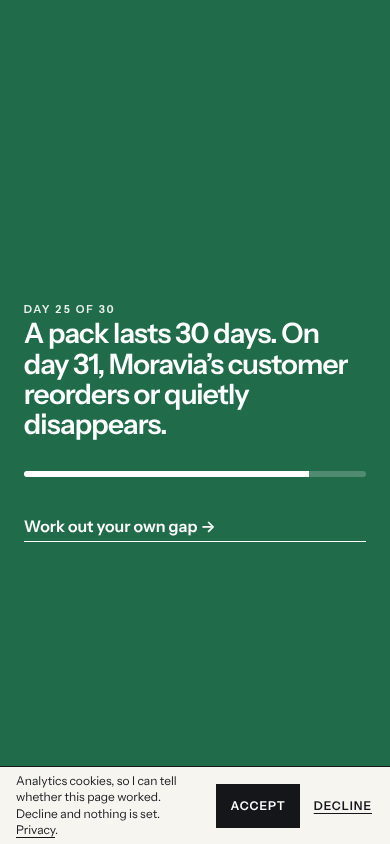 DAY 25 OF 30
A pack lasts 30 days. On
day 31, Moravia’s customer
reorders or quietly
disappears.
Work out your own gap →
Analytics cookies, so I can tell
whether this page worked.
Decline and nothing is set.
Privacy.
ACCEPT
DECLINE